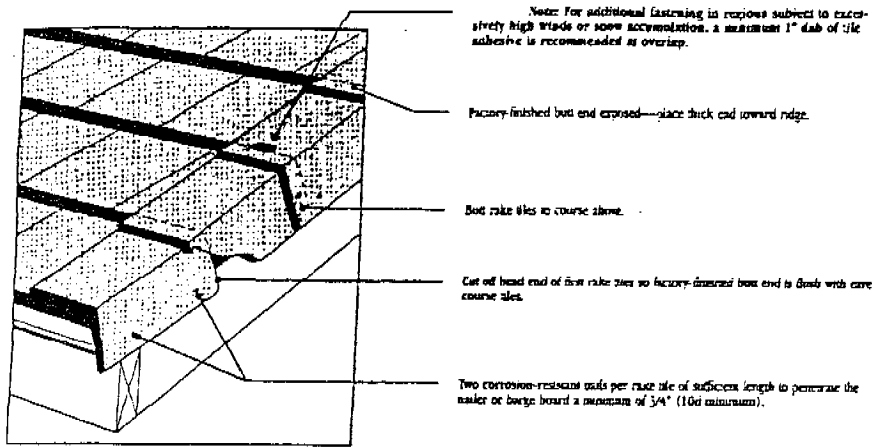 Note: For additional fastening in regions subject to exces-
sively high winds or snow accumulation, a minimum 1" dab of tile
adhesive is recommended at overlap.
Factory-finished butt end exposed—place thick end toward ridge.
Butt rake tiles to course above.
Cut off head end of first rake tiles so factory-finished butt end is flush with eave
course tiles.
Two corrosion-resistant nails per rake tile of sufficient length to penetrate the
nailer or barge board a minimum of 3/4" (10d minimum).